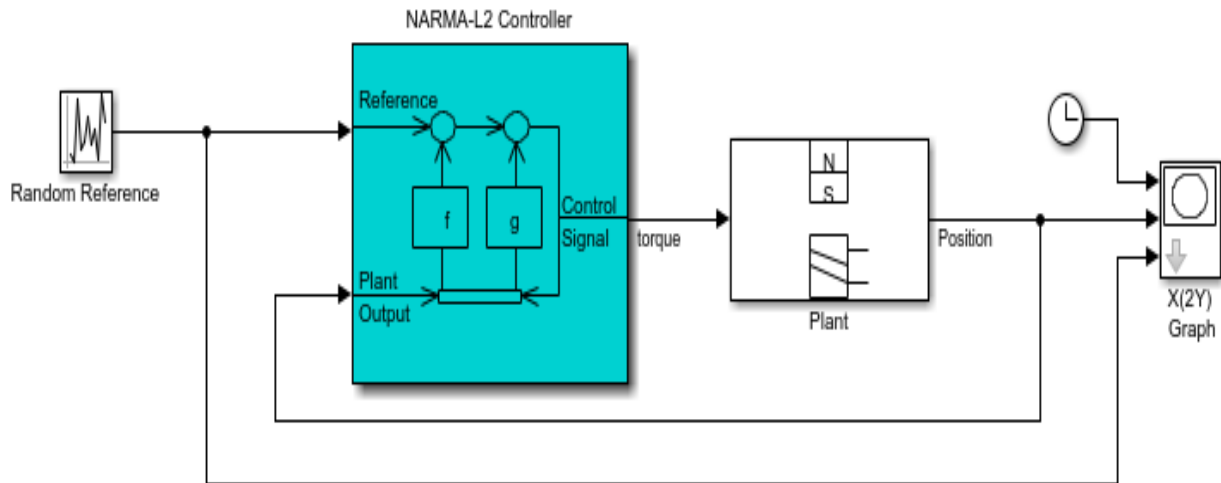 NARMA-L2 Controller
Reference
Random Reference
f
g
Control
Signal
torque
Plant
Output
N
S
Position
Plant
X(2Y)
Graph